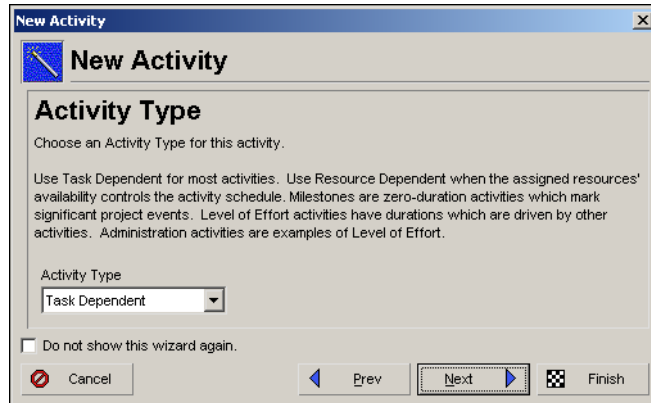 New Activity
New Activity
Activity Type
Choose an Activity Type for this activity.
Use Task Dependent for most activities.  Use Resource Dependent when the assigned resources'
availability controls the activity schedule. Milestones are zero-duration activities which mark
significant project events.  Level of Effort activities have durations which are driven by other
activities.  Administration activities are examples of Level of Effort.
Activity Type
Task Dependent
Do not show this wizard again.
Cancel Prev Next Finish